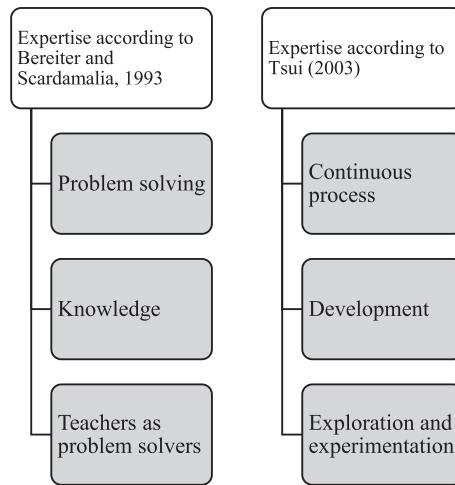 Expertise according to
Bereiter and
Scardamalia, 1993
Problem solving
Knowledge
Teachers as
problem solvers
Expertise according to
Tsui (2003)
Continuous
process
Development
Exploration and
experimentation